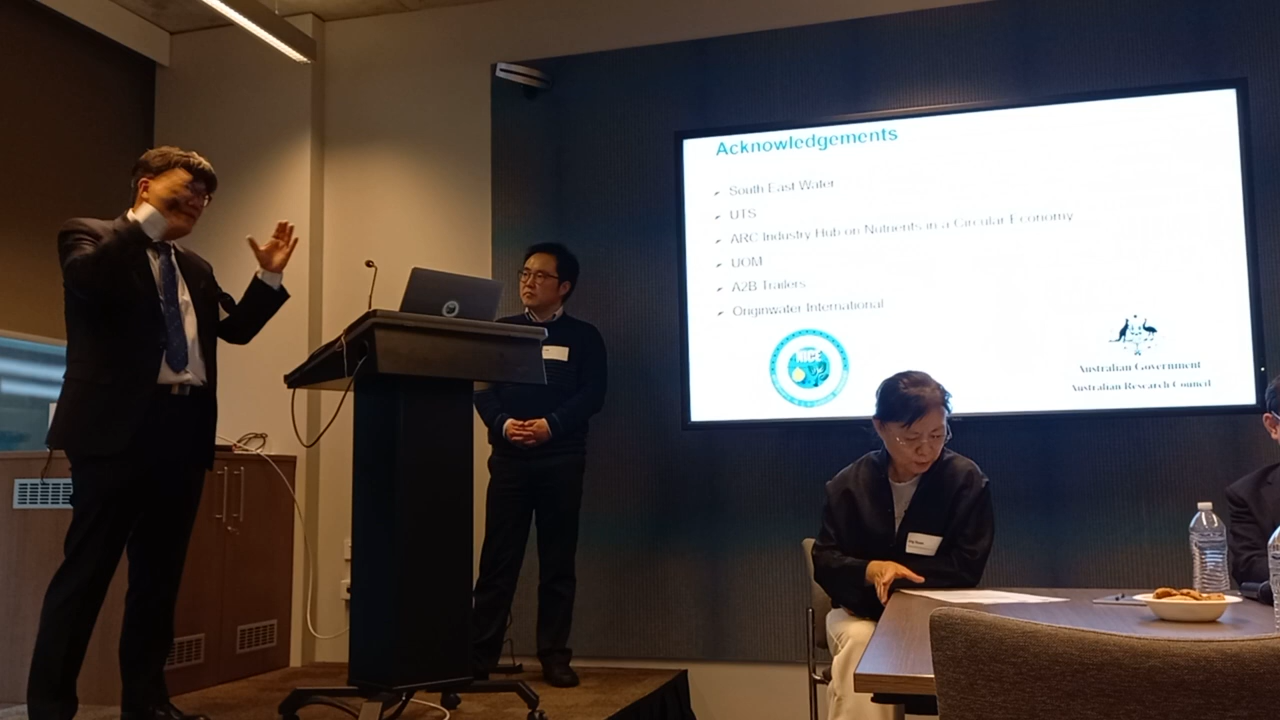 Acknowledgements
South East Water
UTS
ARC Industry Hub on Nutrients in a Circular Economy
UOM
A2B Trailers
Originwater International
NICE
Australian Government
Australian Research Council